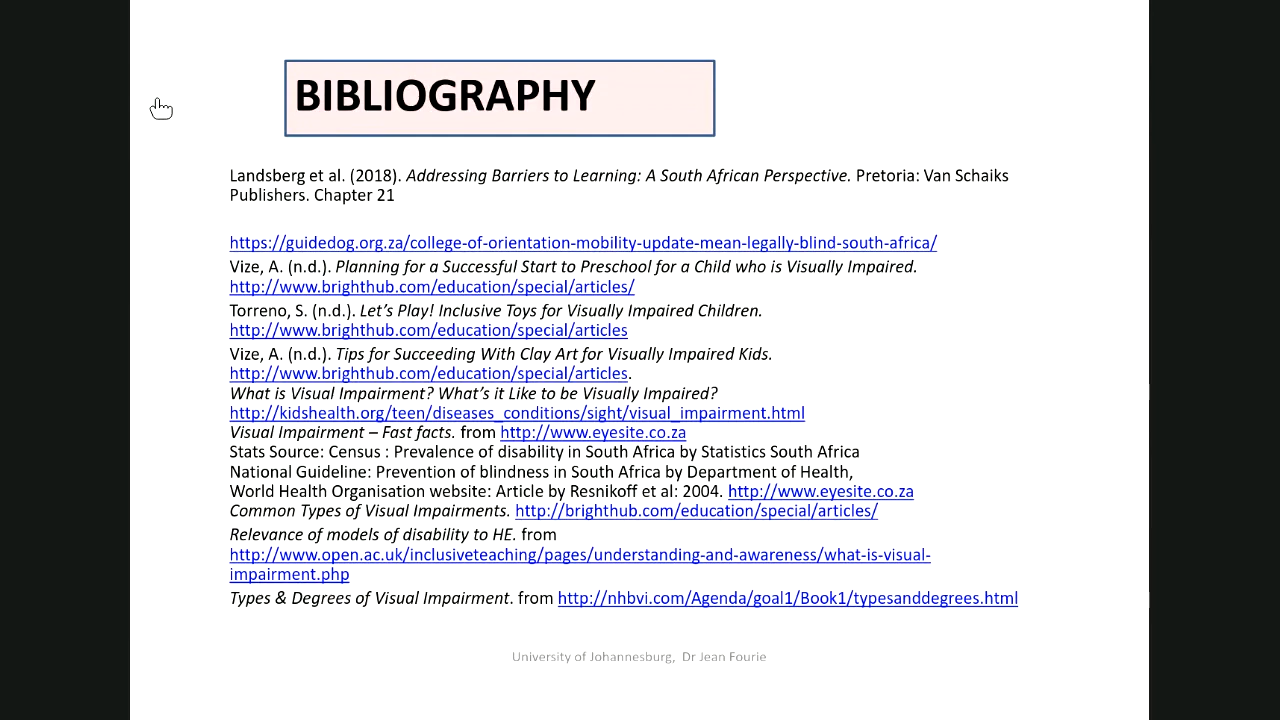 BIBLIOGRAPHY
Landsberg et al. (2018). Addressing Barriers to Learning: A South African Perspective. Pretoria: Van Schaiks
Publishers. Chapter 21
https://guidedog.org.za/college-of-orientation-mobility-update-mean-legally-blind-south-africa/
Vize, A. (n.d.). Planning for a Successful Start to Preschool for a Child who is Visually Impaired.
http://www.brighthub.com/education/special/articles/
Torreno, S. (n.d.). Let’s Play! Inclusive Toys for Visually Impaired Children.
http://www.brighthub.com/education/special/articles
Vize, A. (n.d.). Tips for Succeeding With Clay Art for Visually Impaired Kids.
http://www.brighthub.com/education/special/articles.
What is Visual Impairment? What’s it Like to be Visually Impaired?
http://kidshealth.org/teen/diseases_conditions/sight/visual_impairment.html
Visual Impairment – Fast facts. from http://www.eyesite.co.za
Stats Source: Census : Prevalence of disability in South Africa by Statistics South Africa
National Guideline: Prevention of blindness in South Africa by Department of Health,
World Health Organisation website: Article by Resnikoff et al: 2004. http://www.eyesite.co.za
Common Types of Visual Impairments. http://brighthub.com/education/special/articles/
Relevance of models of disability to HE. from
http://www.open.ac.uk/inclusiveteaching/pages/understanding-and-awareness/what-is-visual-
impairment.php
Types & Degrees of Visual Impairment. from http://nhbvi.com/Agenda/goal1/Book1/typesanddegrees.html
University of Johannesburg, Dr Jean Fourie